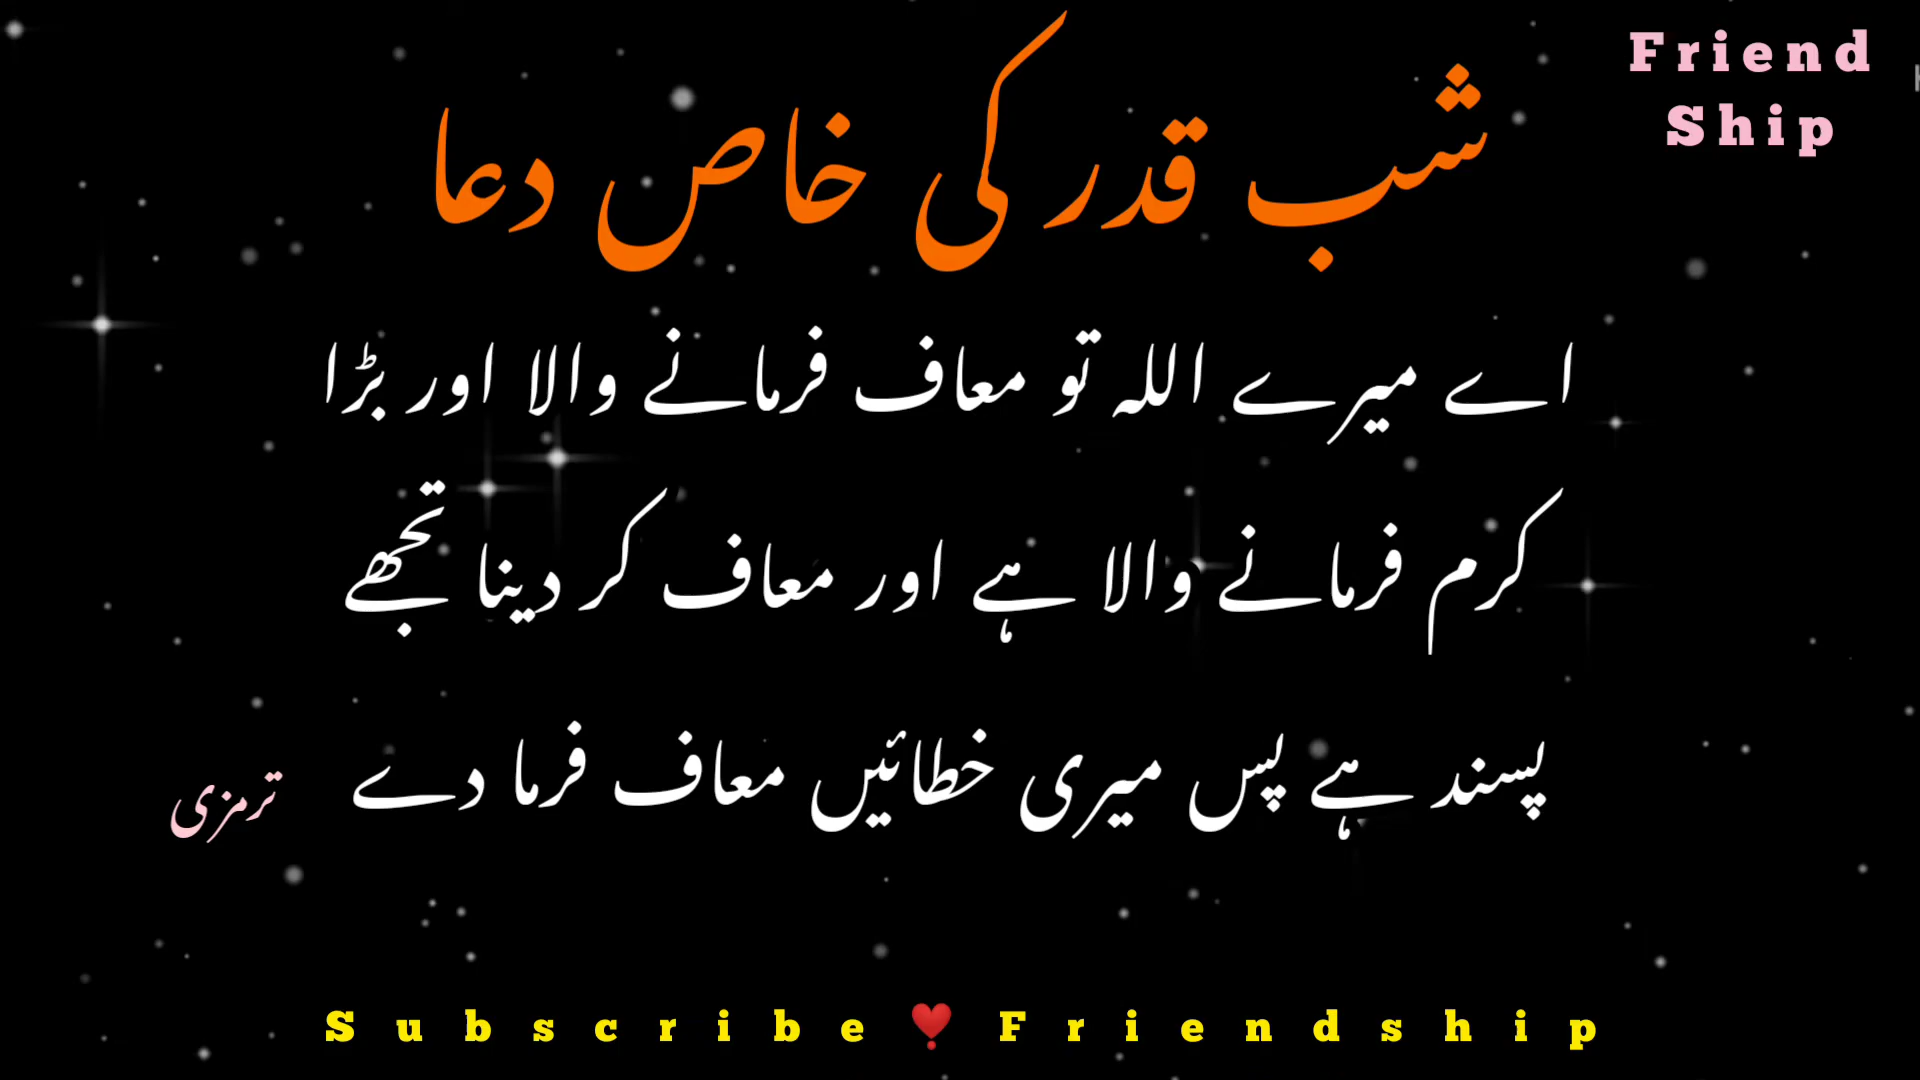 Friend
Ship
شب قدر کی خاص دعا
اے میرے اللہ تو معاف فرمانے والا اور بڑا
کرم فرمانے والا ہے اور معاف کر دینا تجھے
پسند ہے پس میری خطائیں معاف فرما دے
ترمزی
Subscribe ❣️ Friendship